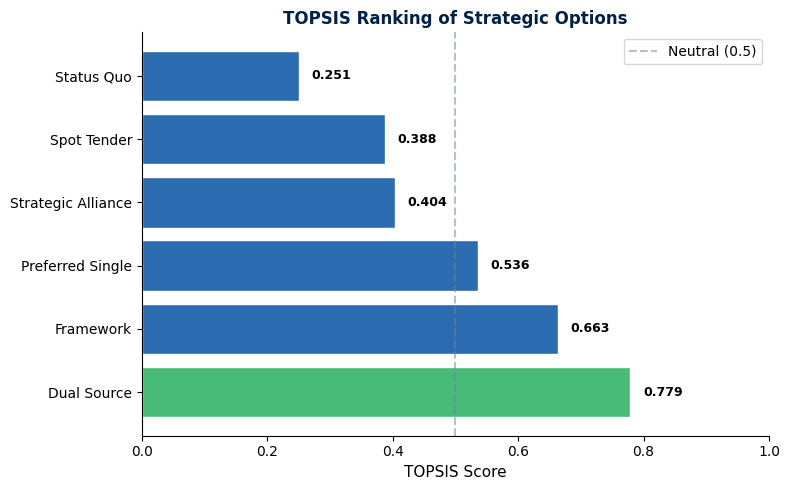 TOPSIS Ranking of Strategic Options
Neutral (0.5)
Status Quo 0.251
Spot Tender 0.388
Strategic Alliance 0.404
Preferred Single 0.536
Framework 0.663
Dual Source 0.779
0.0 0.2 0.4 0.6 0.8 1.0
TOPSIS Score